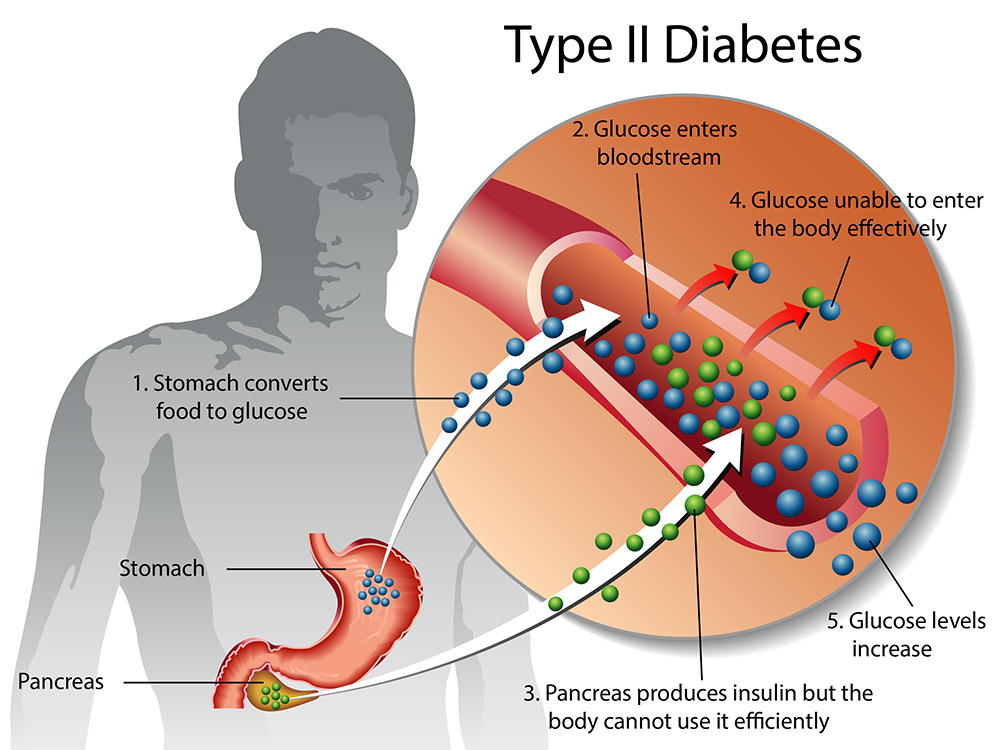 Type II Diabetes
2. Glucose enters
bloodstream
4. Glucose unable to enter
the body effectively
1. Stomach converts
food to glucose
Stomach
Pancreas
5. Glucose levels
increase
3. Pancreas produces insulin but the
body cannot use it efficiently